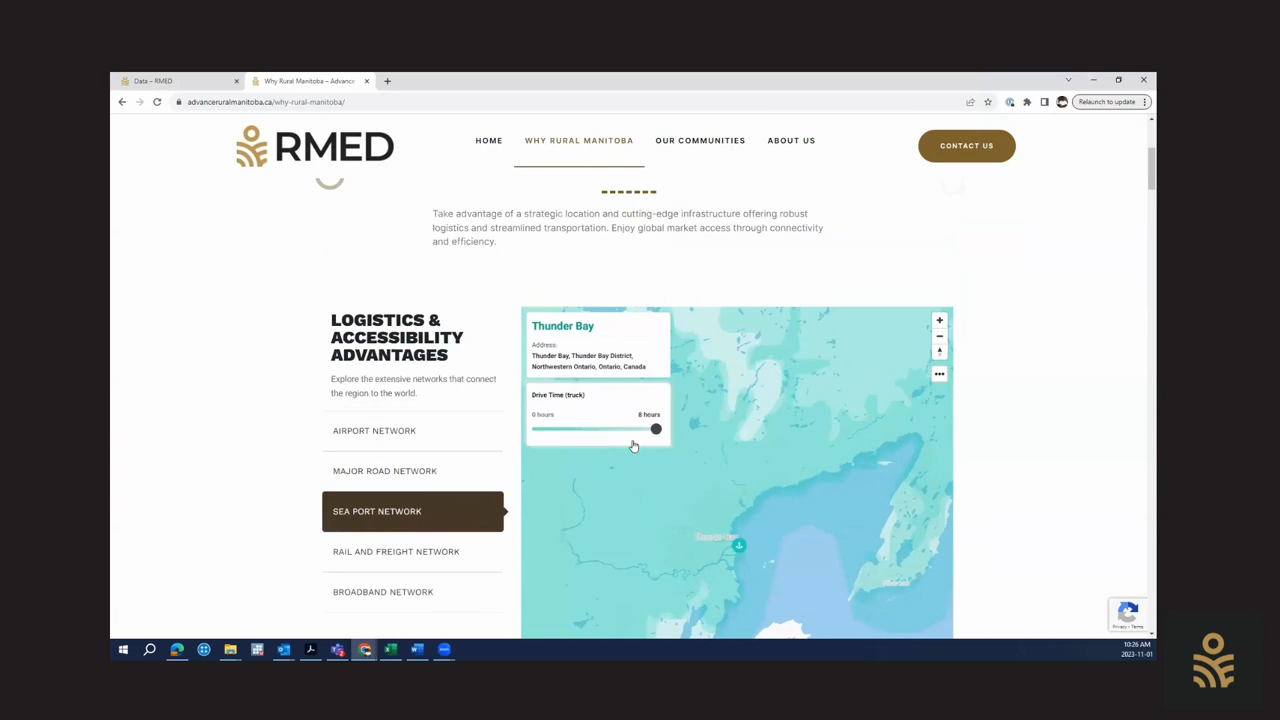 Data – RMED
Why Rural Manitoba – Advance
advanceruralmanitoba.ca/why-rural-manitoba/
Relaunch to update
RMED
HOME
WHY RURAL MANITOBA
OUR COMMUNITIES
ABOUT US
CONTACT US
Take advantage of a strategic location and cutting-edge infrastructure offering robust
logistics and streamlined transportation. Enjoy global market access through connectivity
and efficiency.
LOGISTICS &
ACCESSIBILITY
ADVANTAGES
Explore the extensive networks that connect
the region to the world.
AIRPORT NETWORK
MAJOR ROAD NETWORK
SEA PORT NETWORK
RAIL AND FREIGHT NETWORK
BROADBAND NETWORK
Thunder Bay
Address:
Thunder Bay, Thunder Bay District,
Northwestern Ontario, Ontario, Canada
Drive Time (truck)
0 hours
8 hours
Privacy - Terms
10:26 AM
2023-11-01